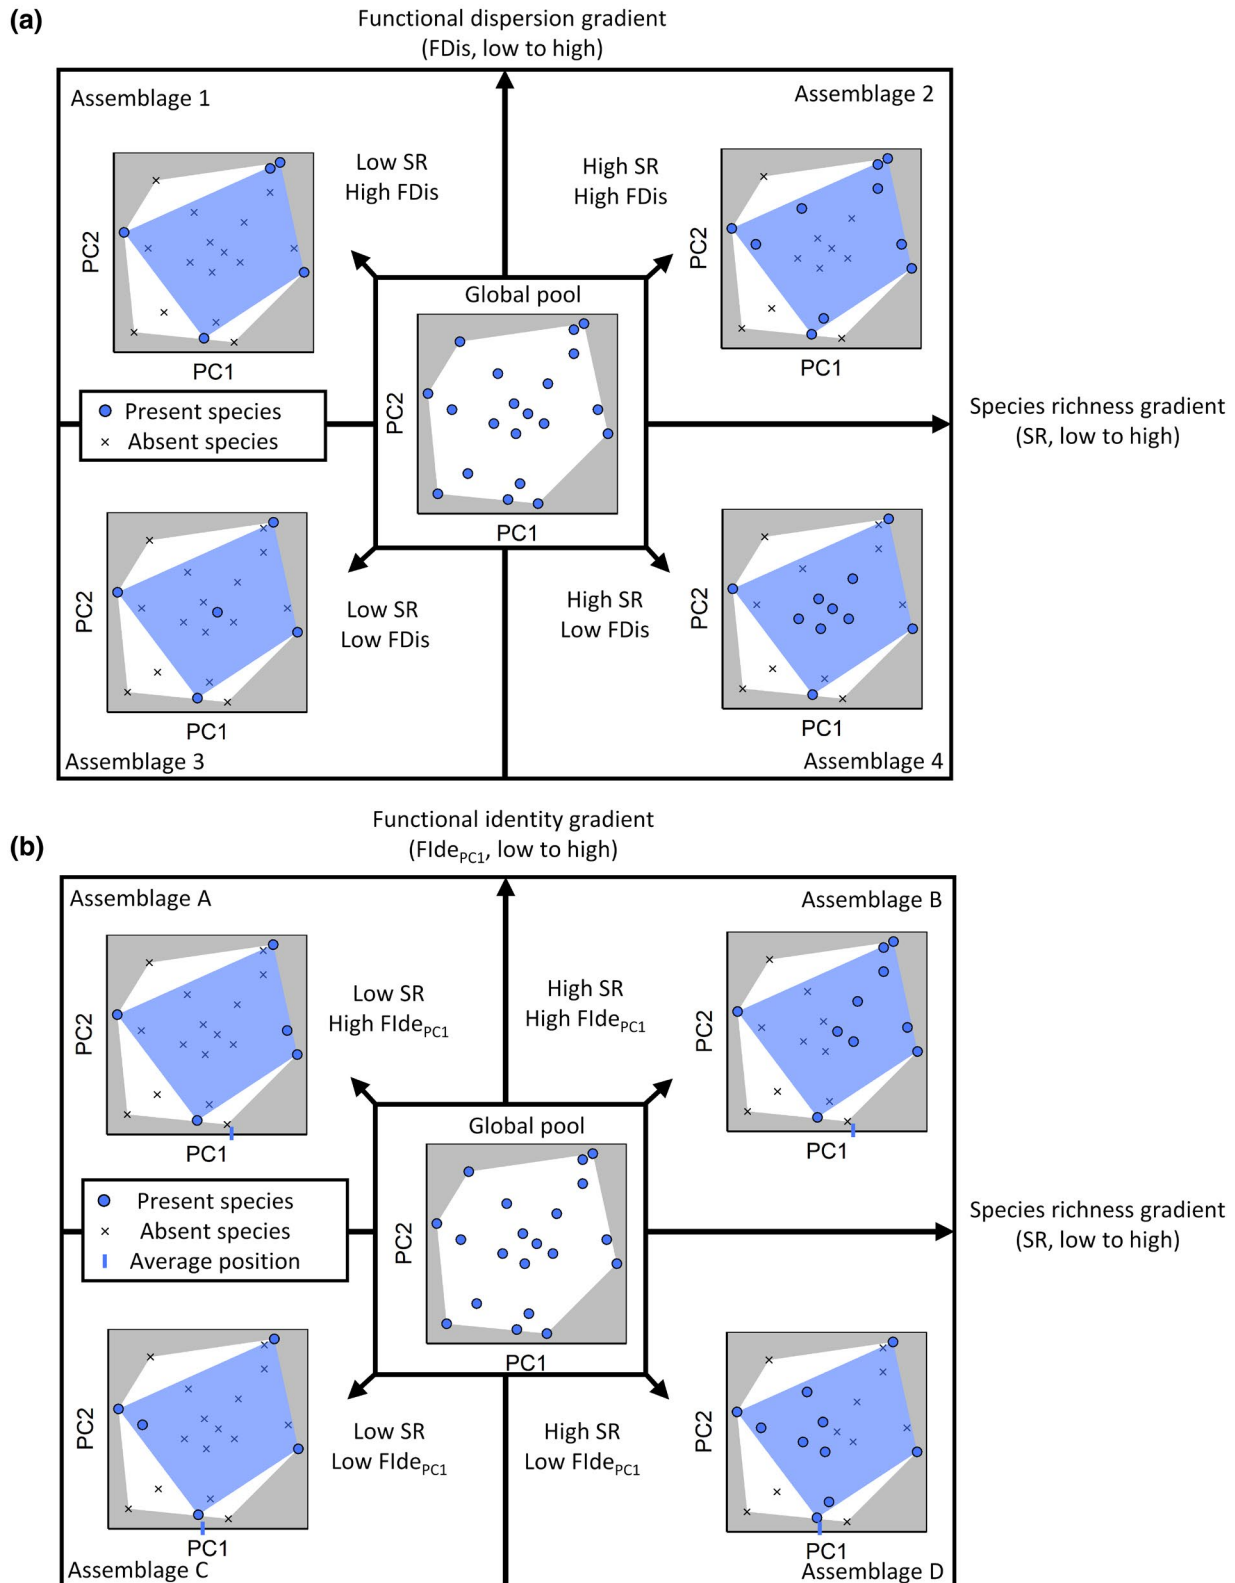 (a)
Functional dispersion gradient
(FDis, low to high)
Assemblage 1
Assemblage 2
Low SR
High FDis
High SR
High FDis
PC2
PC1
PC2
PC1
Global pool
PC2
PC1
Present species
Absent species
Species richness gradient
(SR, low to high)
PC2
PC1
Low SR
Low FDis
High SR
Low FDis
PC2
PC1
Assemblage 3
Assemblage 4
(b)
Functional identity gradient
(FIdePC1, low to high)
Assemblage A
Assemblage B
Low SR
High FIdePC1
High SR
High FIdePC1
PC2
PC1
PC2
PC1
Global pool
PC2
PC1
Present species
Absent species
Average position
Species richness gradient
(SR, low to high)
PC2
PC1
Low SR
Low FIdePC1
High SR
Low FIdePC1
PC2
PC1
Assemblage C
Assemblage D